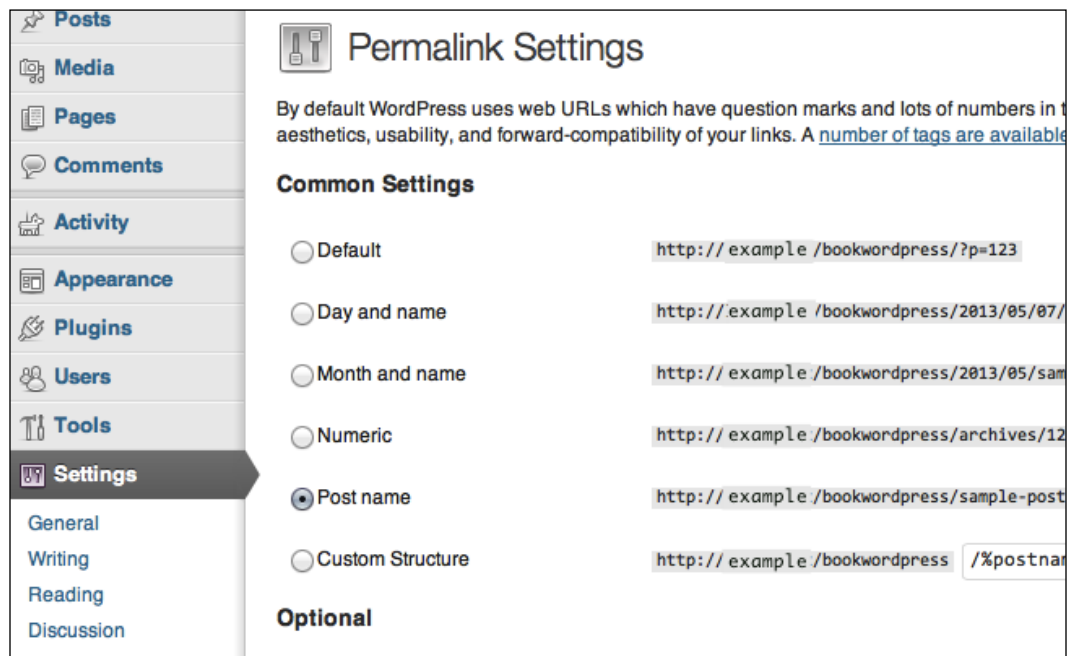 Posts
Media
Pages
Comments
Activity
Appearance
Plugins
Users
Tools
Settings
General
Writing
Reading
Discussion
Permalink Settings
By default WordPress uses web URLs which have question marks and lots of numbers in
aesthetics, usability, and forward-compatibility of your links. A number of tags are available
Common Settings
Default http://example/bookwordpress/?p=123
Day and name http://example/bookwordpress/2013/05/07/
Month and name http://example/bookwordpress/2013/05/sam
Numeric http://example/bookwordpress/archives/12
Post name http://example/bookwordpress/sample-post
Custom Structure http://example/bookwordpress /%postnar
Optional